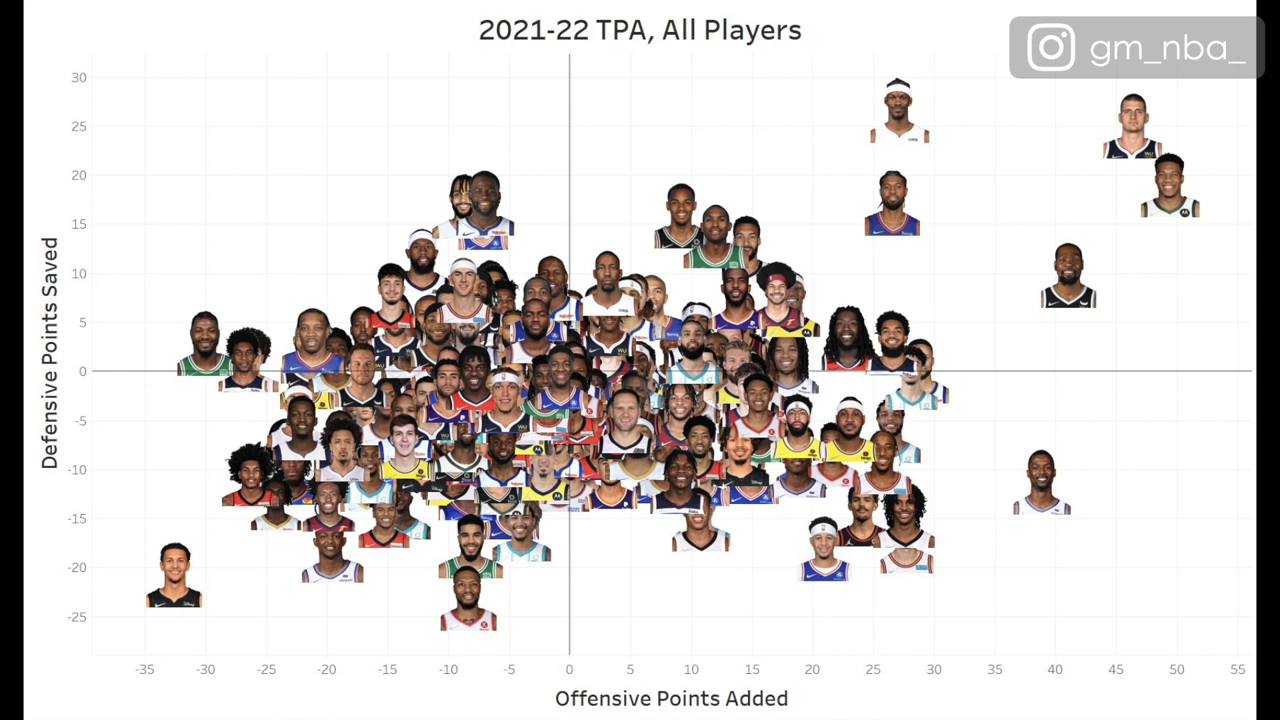 2021-22 TPA, All Players
gm_nba_
30
25
20
15
10
5
0
-5
-10
-15
-20
-25
Defensive Points Saved
-35 -30 -25 -20 -15 -10 -5 0 5 10 15 20 25 30 35 40 45 50 55
Offensive Points Added